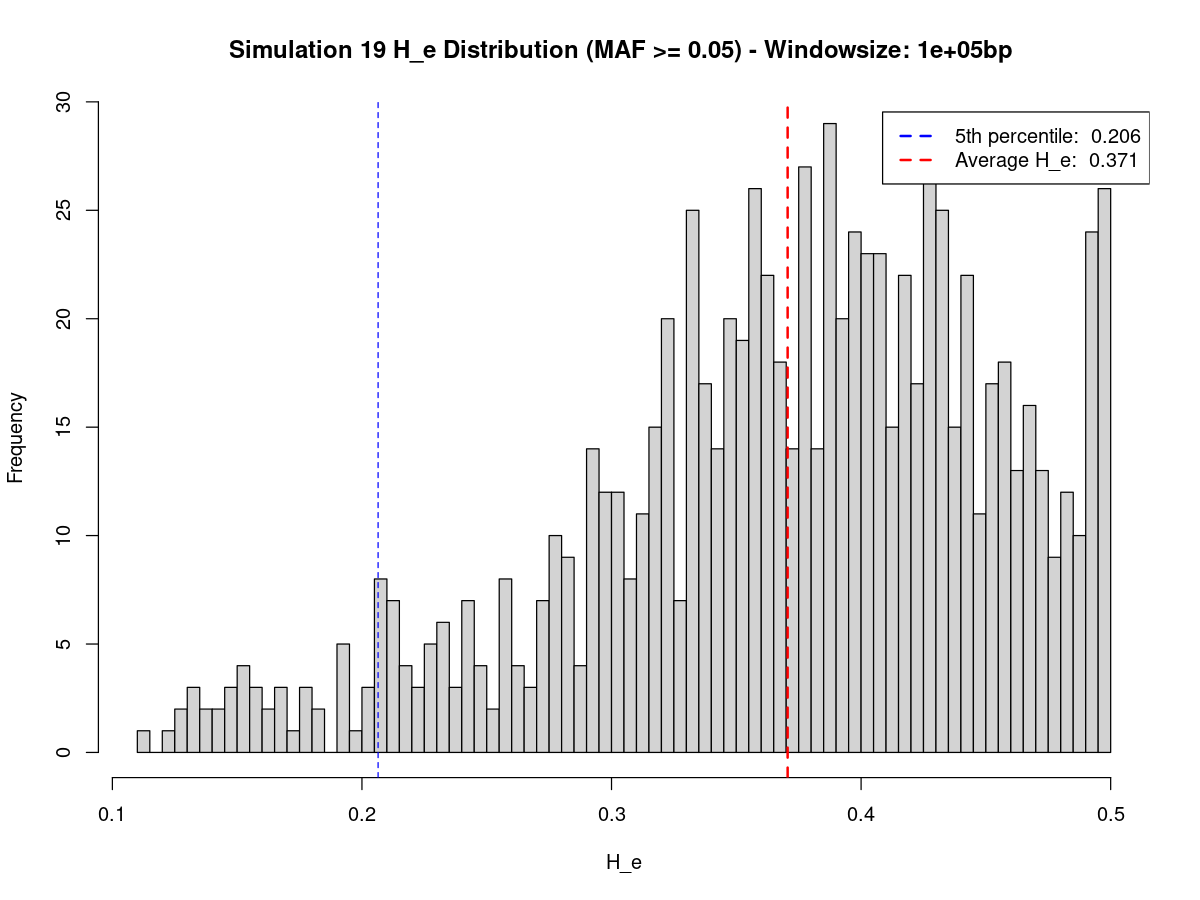 Simulation 19 H_e Distribution (MAF >= 0.05) - Windowsize: 1e+05bp
5th percentile: 0.206
Average H_e: 0.371
Frequency
30
25
20
15
10
5
0
0.1 0.2 0.3 0.4 0.5
H_e